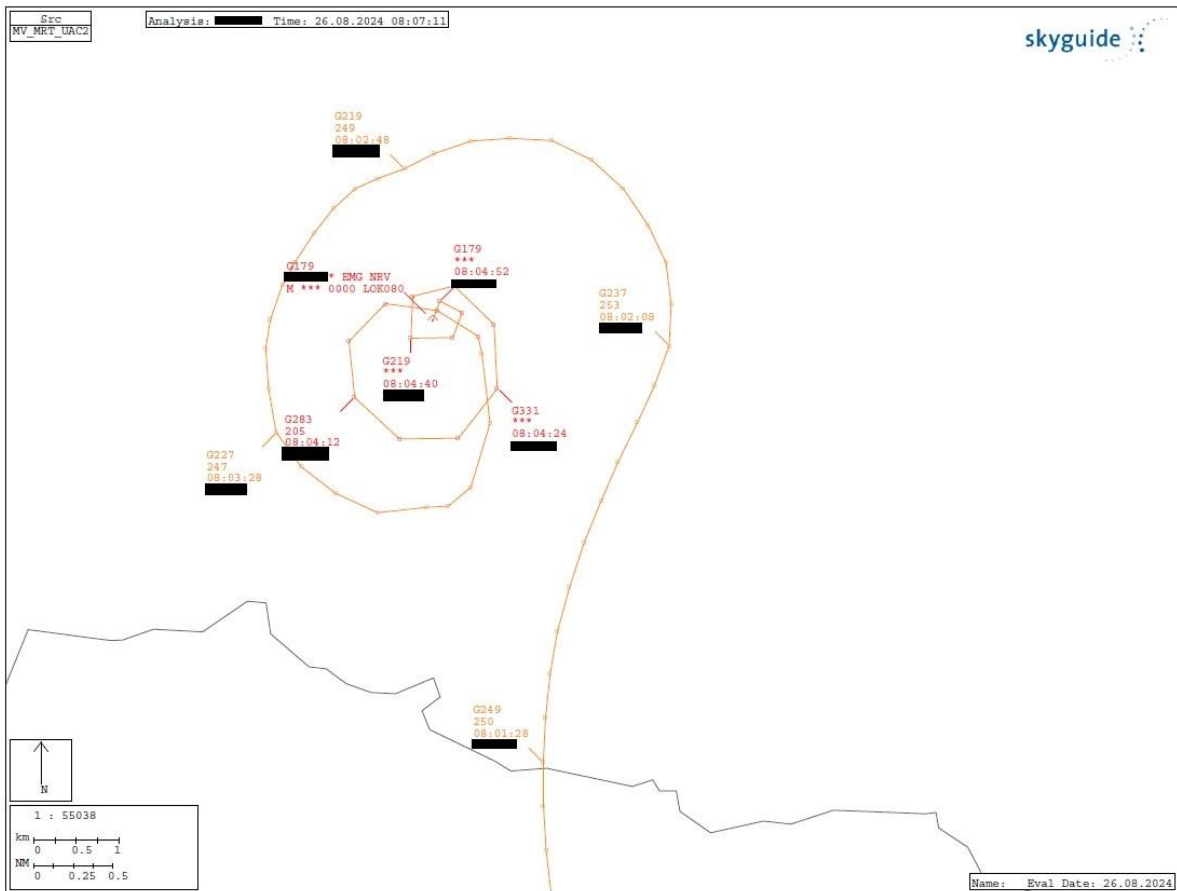 Src
MV_MRT_UAC2
Analysis: Time: 26.08.2024 08:07:11
skyguide
G219
249
08:02:48
G179
***
08:04:52
G179
* EMG NRV
M *** 0000 LOK080
G237
253
08:02:08
G219
***
08:04:40
G283
205
08:04:12
G331
***
08:04:24
G227
247
08:03:28
G249
250
08:01:28
N
1 : 55038
km
0 0.5 1
NM
0 0.25 0.5
Name: Eval Date: 26.08.2024